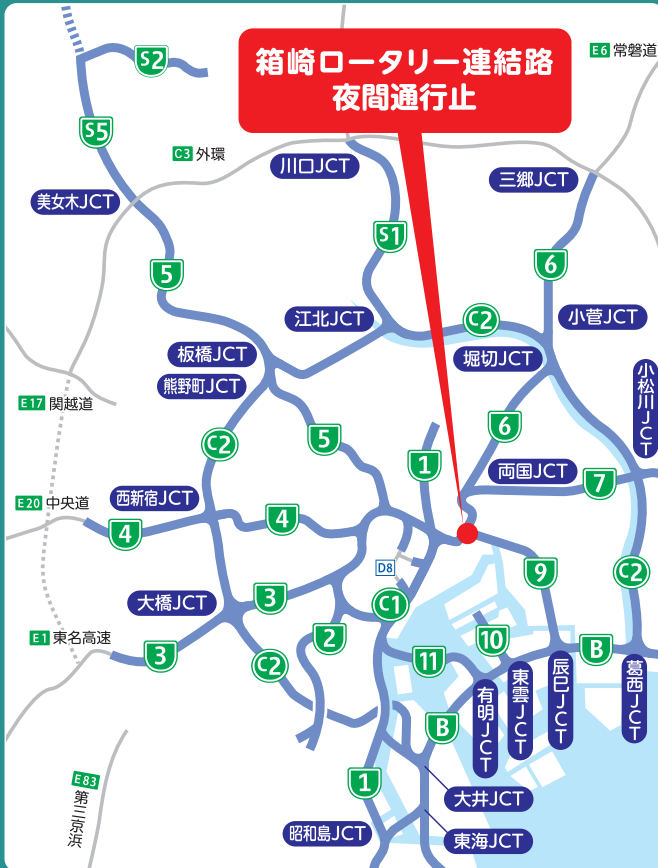 箱崎ロータリー連結路
夜間通行止
S2
E6 常磐道
S5
C3 外環
川口JCT
三郷JCT
美女木JCT
S1
5
6
江北JCT
C2
小菅JCT
板橋JCT
堀切JCT
熊野町JCT
小松川JCT
E17 関越道
5
6
C2
1
両国JCT
7
E20 中央道
西新宿JCT
4
4
D8
9
C2
大橋JCT
3
C1
E1 東名高速
3
2
10
C2
11
B
有明JCT
東雲JCT
辰巳JCT
葛西JCT
B
E83
第三京浜
1
大井JCT
昭和島JCT
東海JCT